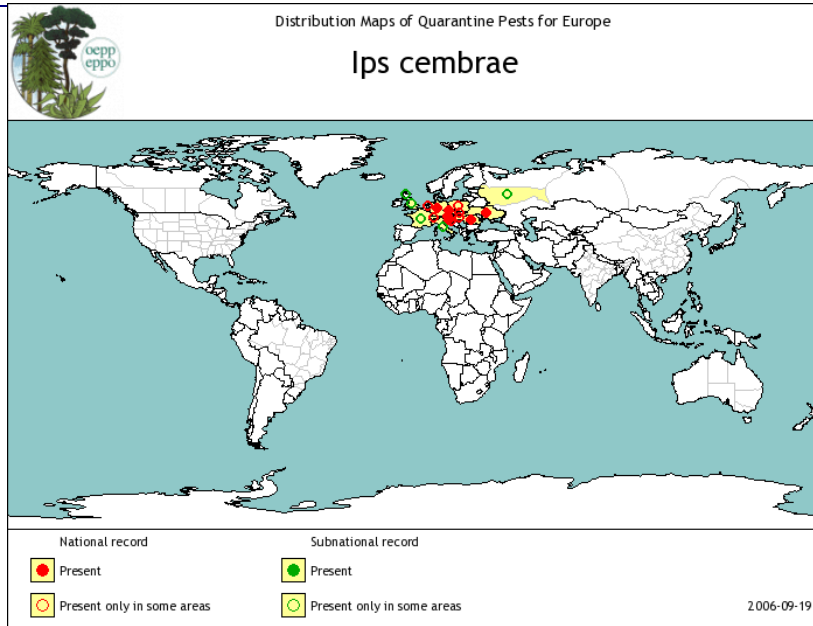 Distribution Maps of Quarantine Pests for Europe
oepp
eppo
Ips cembrae
National record
Subnational record
Present
Present
Present only in some areas
Present only in some areas
2006-09-19